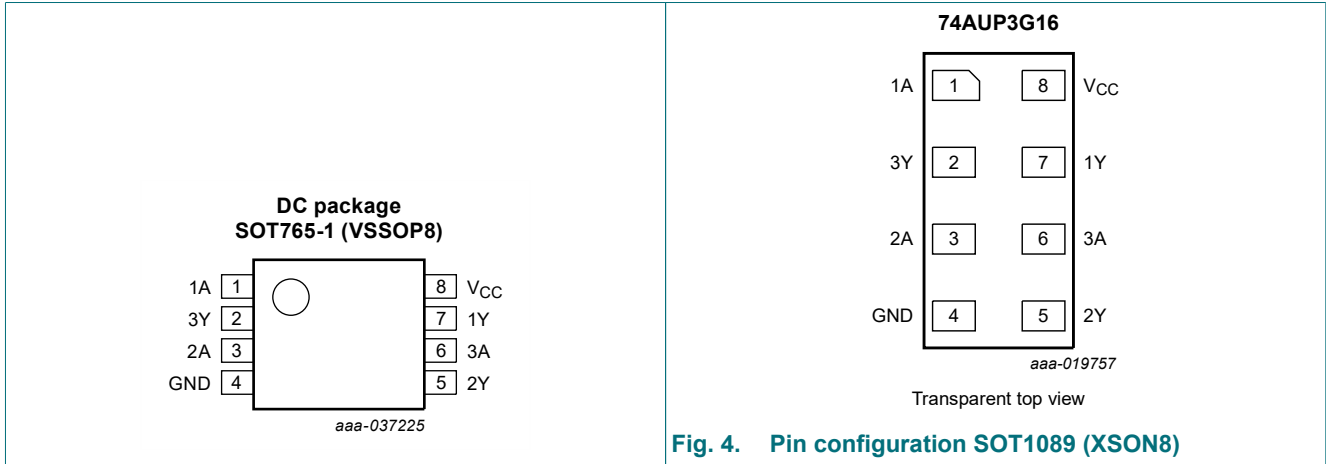 DC package
SOT765-1 (VSSOP8)
1A 1 8 VCC
3Y 2 7 1Y
2A 3 6 3A
GND 4 5 2Y
aaa-037225
74AUP3G16
1A 1 8 VCC
3Y 2 7 1Y
2A 3 6 3A
GND 4 5 2Y
aaa-019757
Transparent top view
Fig. 4. Pin configuration SOT1089 (XSON8)